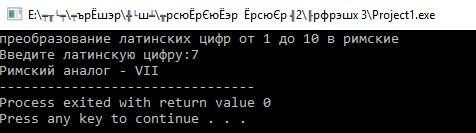 3\Project1.exe
преобразование латинских цифр от 1 до 10 в римские
Введите латинскую цифру:7
Римский аналог - VII
--------------------------------
Process exited with return value 0
Press any key to continue . . .